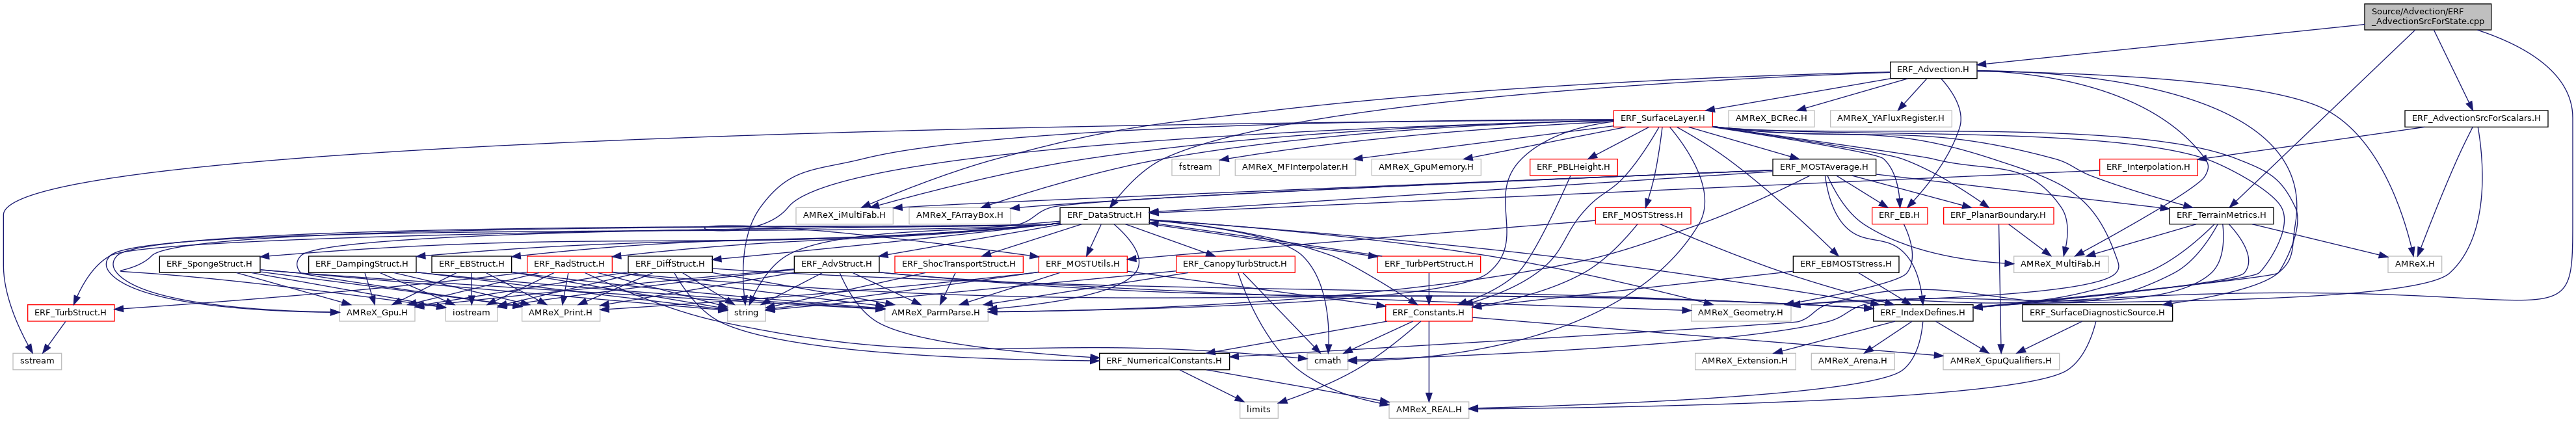 Source/Advection/ERF
_AdvectionSrcForState.cpp
ERF_Advection.H
ERF_SurfaceLayer.H
AMReX_BCRec.H
AMReX_YAFluxRegister.H
ERF_AdvectionSrcForScalars.H
fstream
AMReX_MFInterpolater.H
AMReX_GpuMemory.H
ERF_PBLHeight.H
ERF_MOSTAverage.H
ERF_Interpolation.H
AMReX_iMultiFab.H
AMReX_FArrayBox.H
ERF_DataStruct.H
ERF_MOSTStress.H
ERF_EB.H
ERF_PlanarBoundary.H
ERF_TerrainMetrics.H
ERF_SpongeStruct.H
ERF_DampingStruct.H
ERF_EBStruct.H
ERF_RadStruct.H
ERF_DiffStruct.H
ERF_AdvStruct.H
ERF_ShocTransportStruct.H
ERF_MOSTUtils.H
ERF_CanopyTurbStruct.H
ERF_TurbPertStruct.H
ERF_EBMOSTStress.H
AMReX_MultiFab.H
AMReX.H
ERF_TurbStruct.H
AMReX_Gpu.H
iostream
AMReX_Print.H
string
AMReX_ParmParse.H
AMReX_Geometry.H
ERF_Constants.H
ERF_IndexDefines.H
ERF_SurfaceDiagnosticSource.H
sstream
ERF_NumericalConstants.H
cmath
AMReX_Extension.H
AMReX_Arena.H
AMReX_GpuQualifiers.H
limits
AMReX_REAL.H